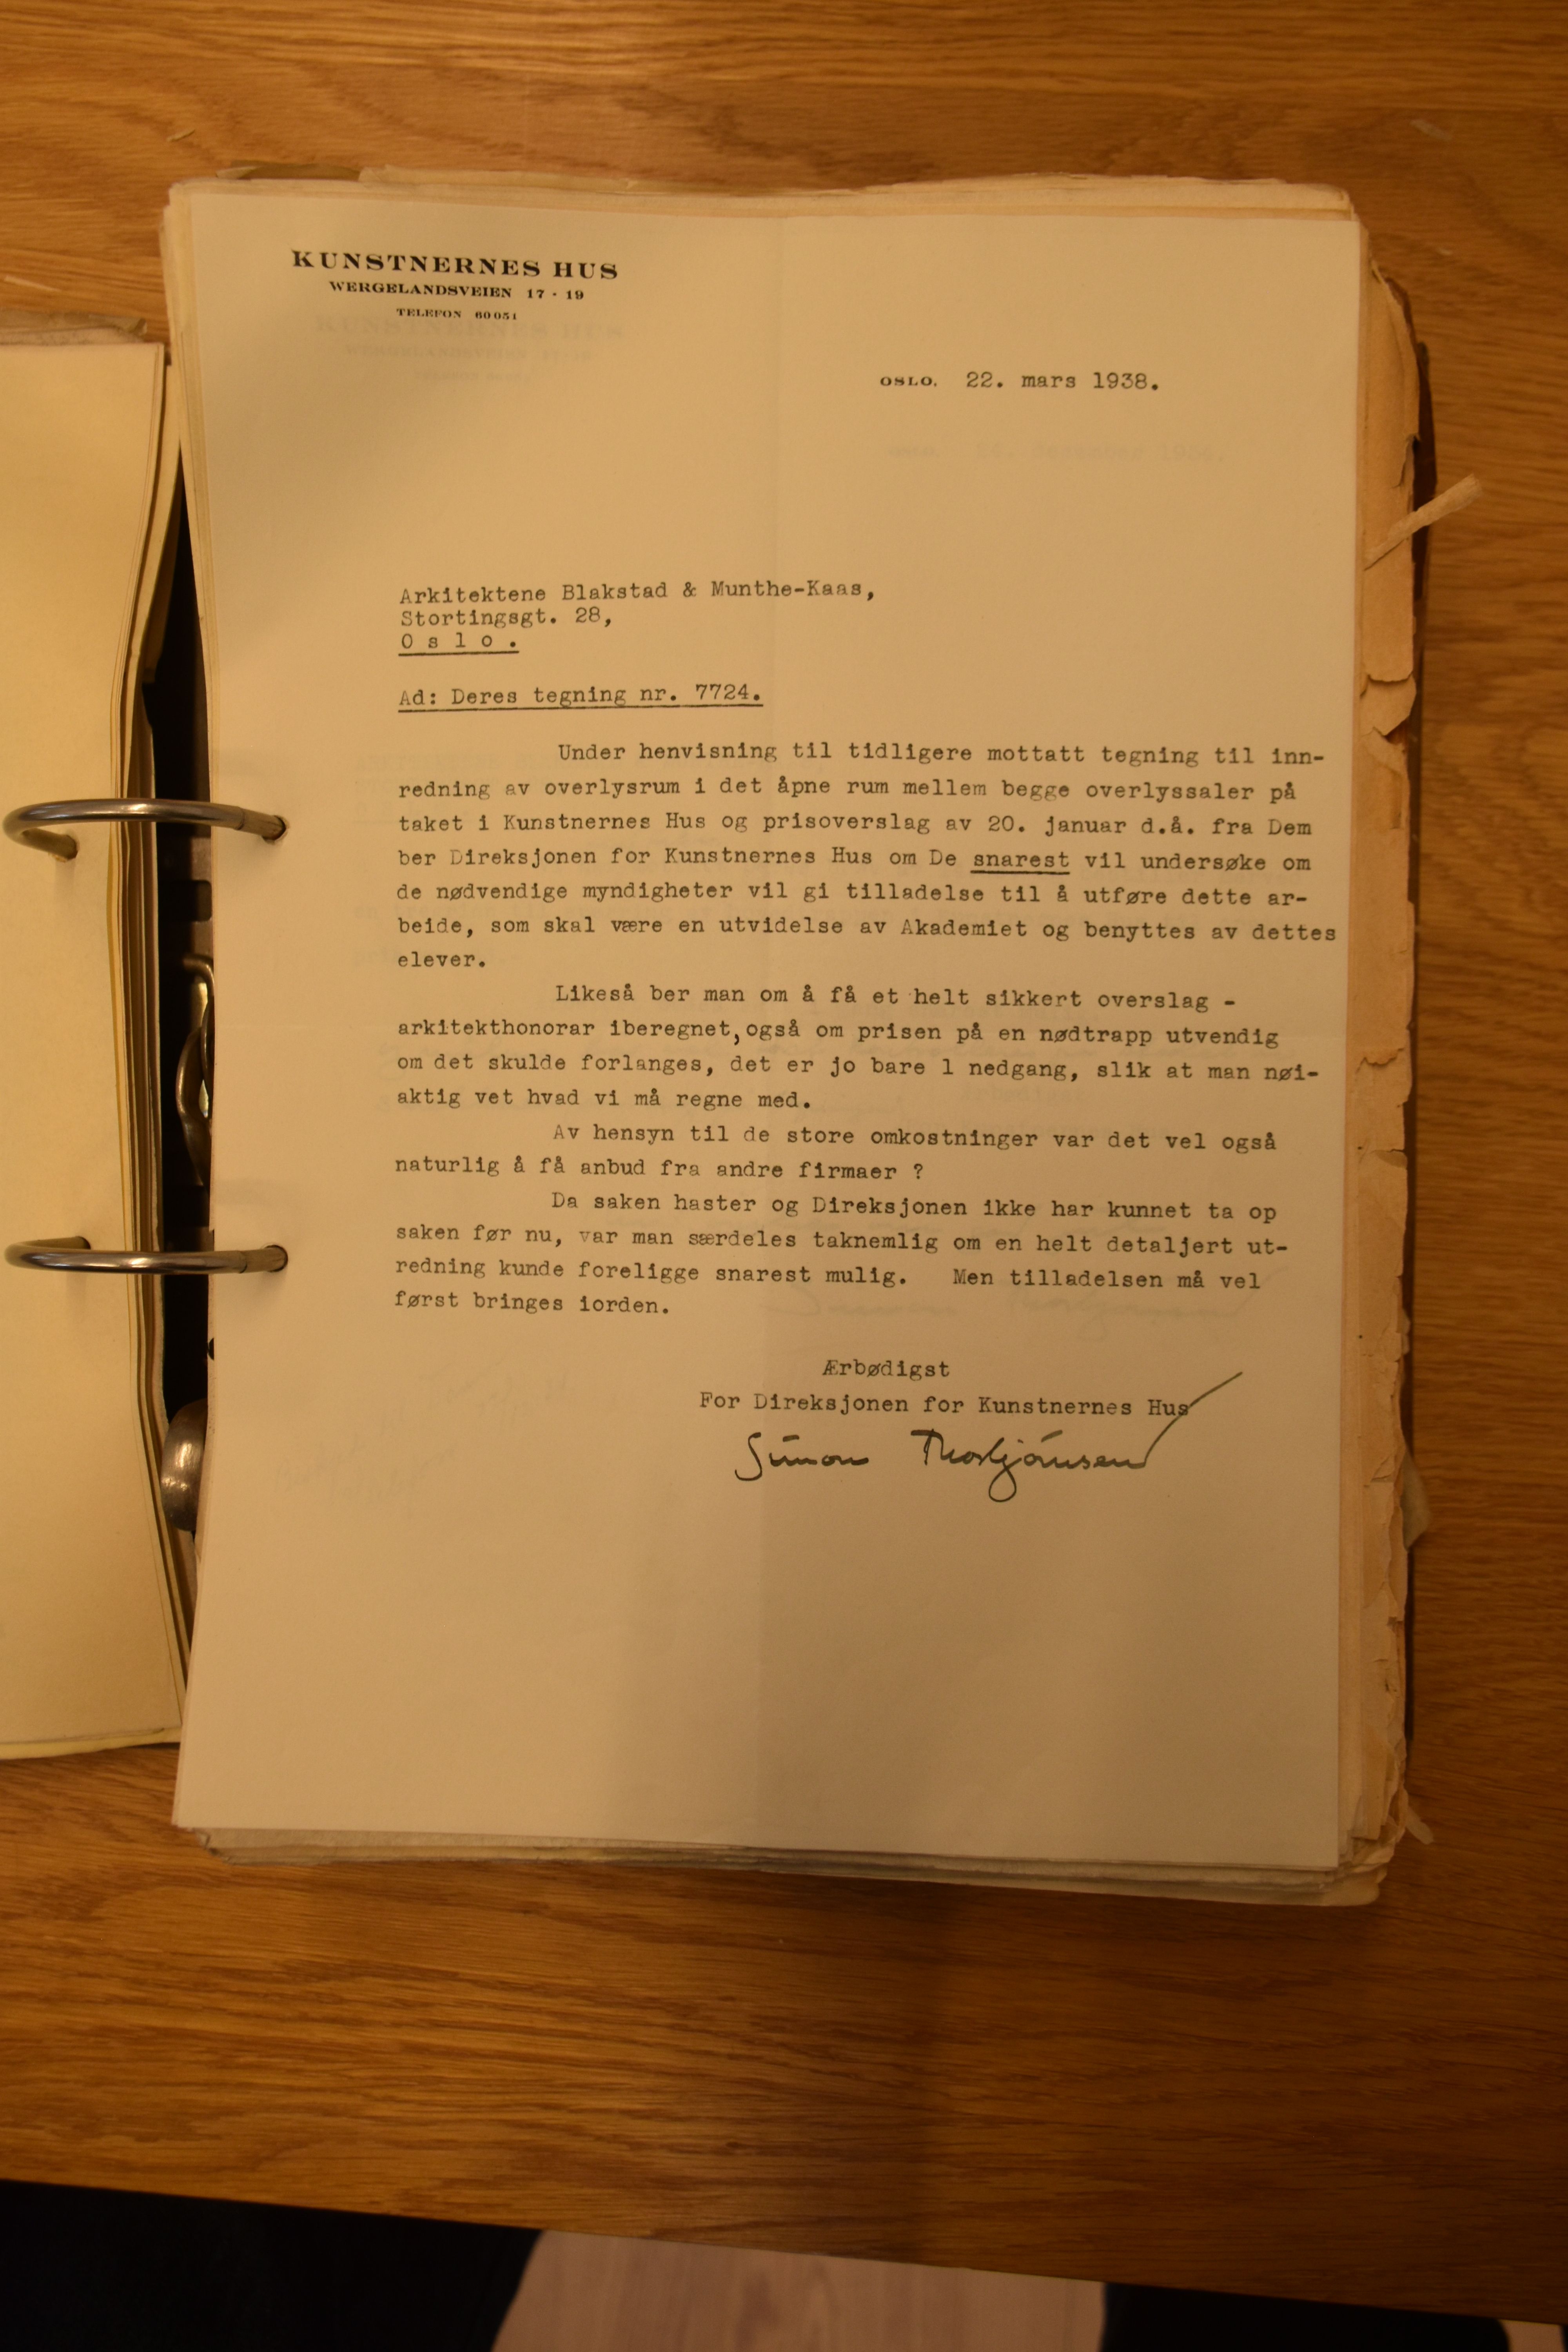 KUNSTNERNES HUS
WERGELANDSVEIEN 17 - 19
TELEFON 60051
OSLO. 22. mars 1938.
Arkitektene Blakstad & Munthe-Kaas,
Stortingsgt. 28,
O s l o .
Ad: Deres tegning nr. 7724.
Under henvisning til tidligere mottatt tegning til inn-
redning av overlysrum i det åpne rum mellem begge overlyssaler på
taket i Kunstnernes Hus og prisoverslag av 20. januar d.å. fra Dem
ber Direksjonen for Kunstnernes Hus om De snarest vil undersøke om
de nødvendige myndigheter vil gi tilladelse til å utføre dette ar-
beide, som skal være en utvidelse av Akademiet og benyttes av dettes
elever.
Likeså ber man om å få et helt sikkert overslag -
arkitekthonorar iberegnet, også om prisen på en nødtrapp utvendig
om det skulde forlanges, det er jo bare 1 nedgang, slik at man nøi-
aktig vet hvad vi må regne med.
Av hensyn til de store omkostninger var det vel også
naturlig å få anbud fra andre firmaer ?
Da saken haster og Direksjonen ikke har kunnet ta op
saken før nu, var man særdeles taknemlig om en helt detaljert ut-
redning kunde foreligge snarest mulig. Men tilladelsen må vel
først bringes iorden.
Ærbødigst
For Direksjonen for Kunstnernes Hus
Simon Thorbjörnsen